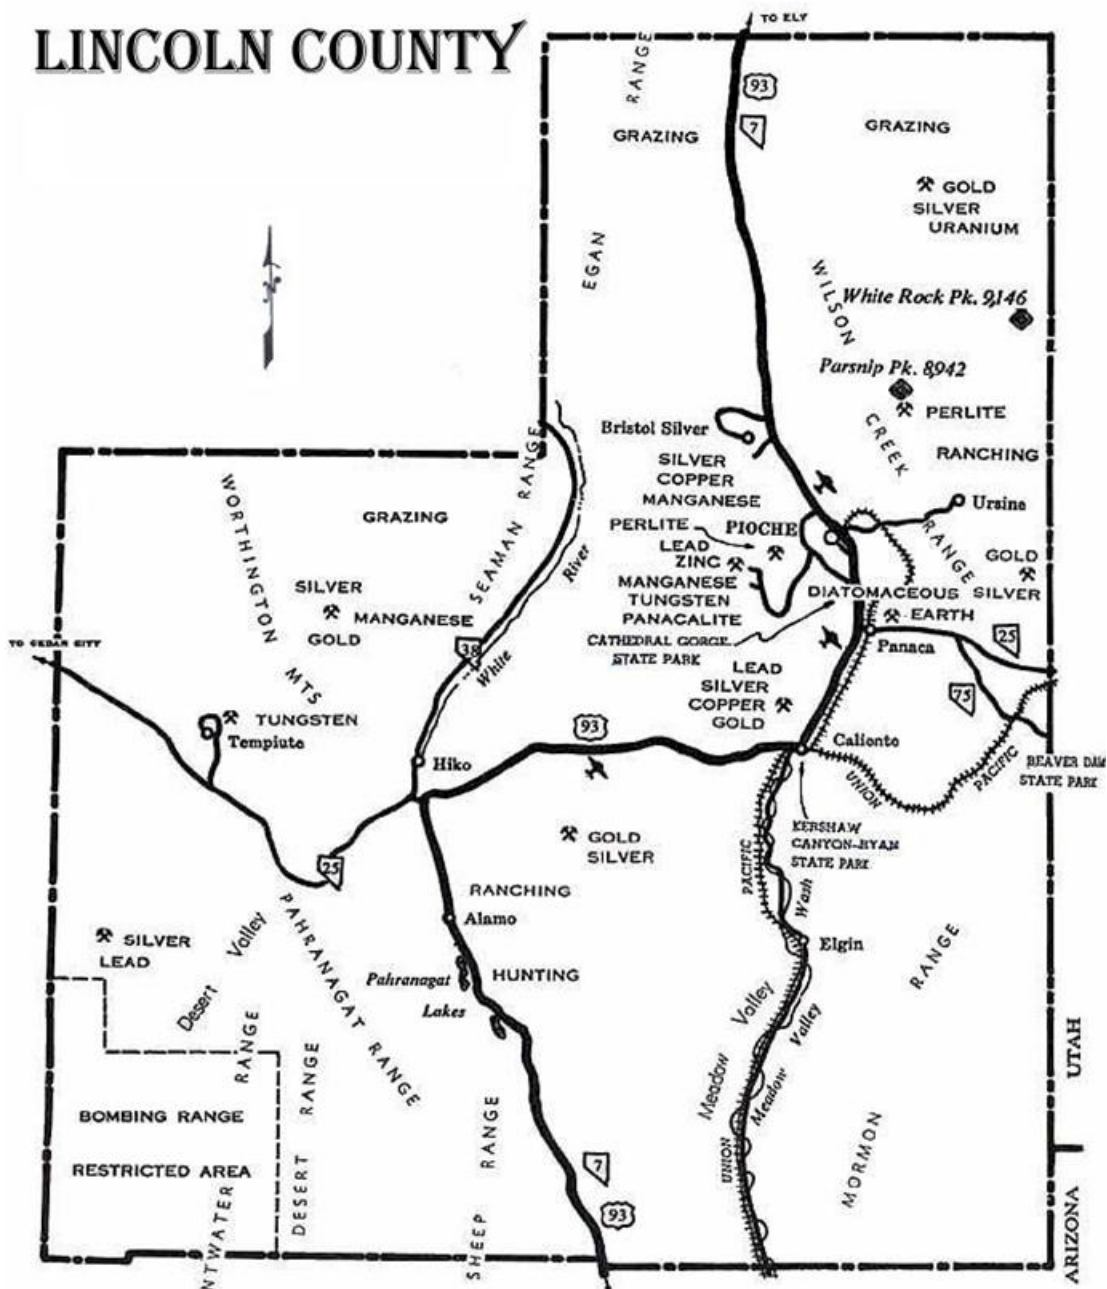 LINCOLN COUNTY
TO ELY
RANGE
93
7
GRAZING
GRAZING
GOLD
SILVER
URANIUM
EGAN
WILSON
White Rock Pk. 9,146
N
Parsnip Pk. 8,942
PERLITE
Bristol Silver
CREEK
RANCHING
SILVER
COPPER
MANGANESE
WORTHINGTON
GRAZING
SEAMAN RANGE
River
Ursine
PERLITE
PIOCHE
RANGE
LEAD
ZINC
GOLD
SILVER
MANGANESE
TUNGSTEN
PANACALITE
DIATOMACEOUS
EARTH
SILVER
MANGANESE
GOLD
CATHEDRAL GORGE
STATE PARK
Panaca
25
TO CEDAR CITY
38
White
MTS
LEAD
SILVER
COPPER
GOLD
75
TUNGSTEN
Tempiute
93
Caliente
Hiko
UNION
PACIFIC
BEAVER DAM
STATE PARK
GOLD
SILVER
KERSHAW
CANYON-RYAN
STATE PARK
25
PACIFIC
RANCHING
Wash
Alamo
Elgin
PAHRANAGAT RANGE
Desert Valley
SILVER
LEAD
RANGE
HUNTING
Pahranagat
Lakes
Meadow Valley
Valley
Meadow
RANGE
RANGE
UTAH
BOMBING RANGE
RESTRICTED AREA
RANGE
UNION
MORMON
7
DESERT
NTWATER
SHEEP
93
ARIZONA